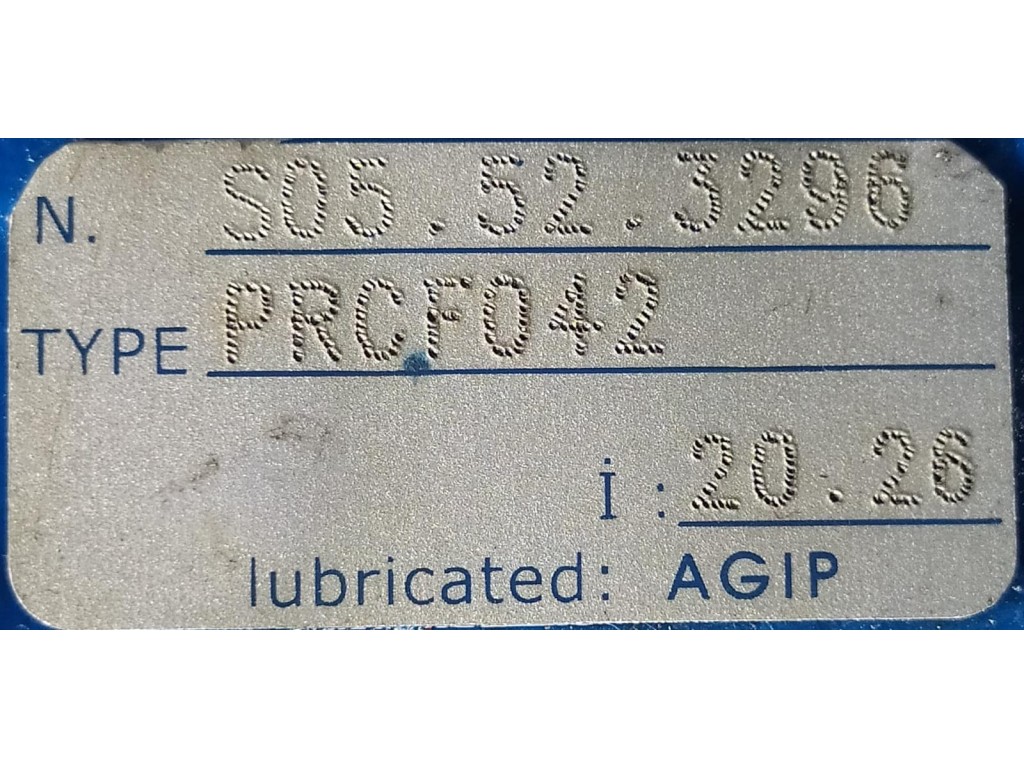 N. S05.52.3296
TYPE PRCF042
i : 20.26
lubricated: AGIP